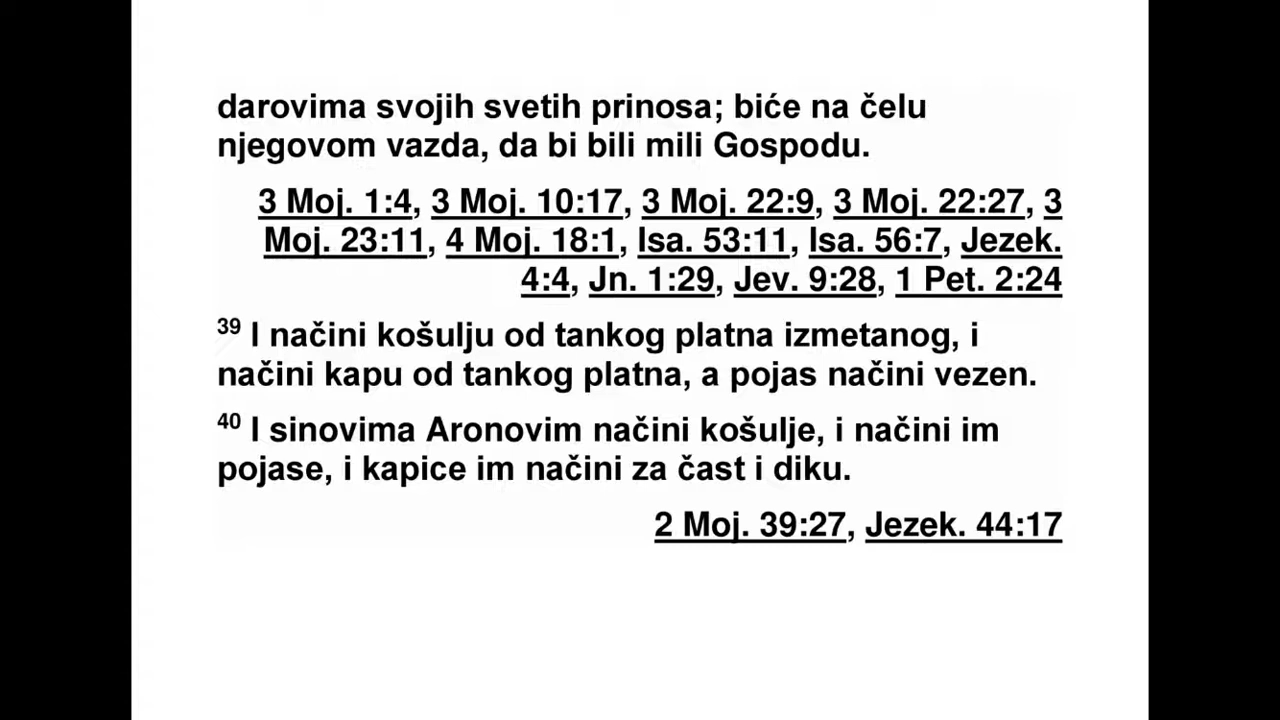 darovima svojih svetih prinosa; biće na čelu
njegovom vazda, da bi bili mili Gospodu.
3 Moj. 1:4, 3 Moj. 10:17, 3 Moj. 22:9, 3 Moj. 22:27, 3
Moj. 23:11, 4 Moj. 18:1, Isa. 53:11, Isa. 56:7, Jezek.
4:4, Jn. 1:29, Jev. 9:28, 1 Pet. 2:24
39 I načini košulju od tankog platna izmetanog, i
načini kapu od tankog platna, a pojas načini vezen.
40 I sinovima Aronovim načini košulje, i načini im
pojase, i kapice im načini za čast i diku.
2 Moj. 39:27, Jezek. 44:17